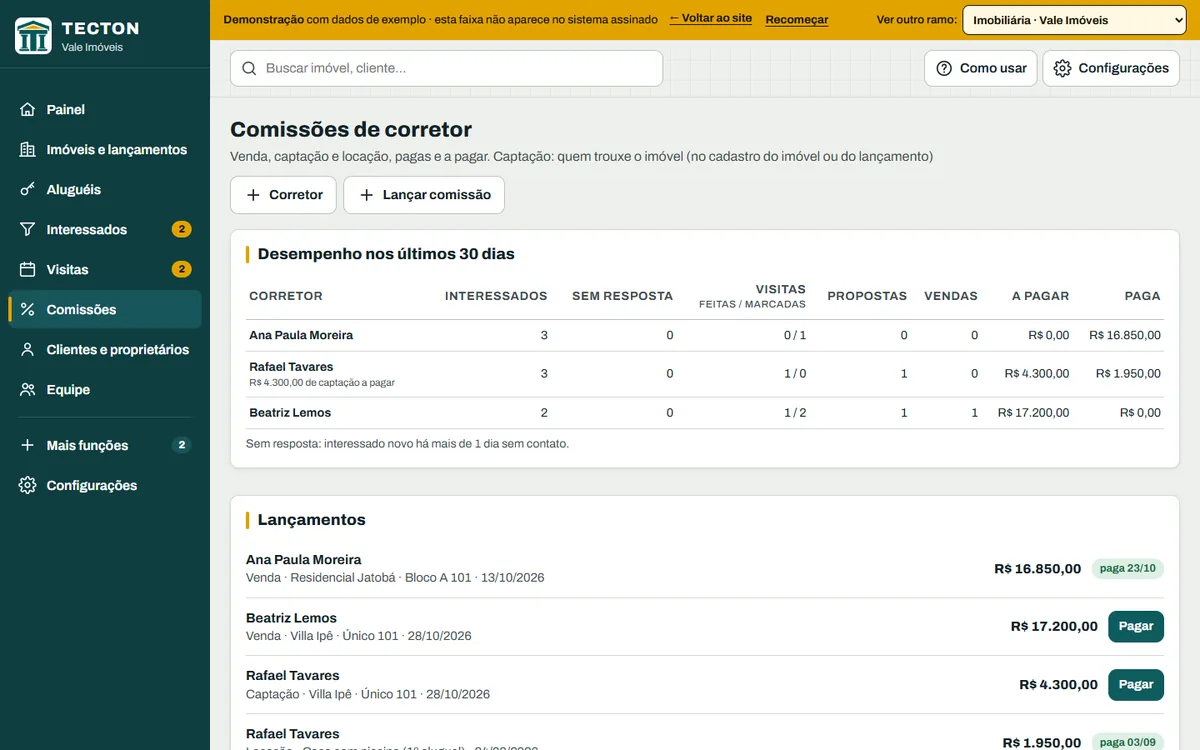 TECTON
Vale Imóveis
Demonstração com dados de exemplo · esta faixa não aparece no sistema assinado
← Voltar ao site
Recomeçar
Ver outro ramo:
Imobiliária · Vale Imóveis
Buscar imóvel, cliente...
Como usar
Configurações
Painel
Imóveis e lançamentos
Aluguéis
Interessados 2
Visitas 2
Comissões
Clientes e proprietários
Equipe
Mais funções 2
Configurações
Comissões de corretor
Venda, captação e locação, pagas e a pagar. Captação: quem trouxe o imóvel (no cadastro do imóvel ou do lançamento)
Corretor
Lançar comissão
Desempenho nos últimos 30 dias
CORRETOR INTERESSADOS SEM RESPOSTA VISITAS FEITAS / MARCADAS PROPOSTAS VENDAS A PAGAR PAGA
Ana Paula Moreira 3 0 0 / 1 0 0 R$ 0,00 R$ 16.850,00
Rafael Tavares 3 0 1 / 0 1 0 R$ 4.300,00 R$ 1.950,00
R$ 4.300,00 de captação a pagar
Beatriz Lemos 2 0 1 / 2 1 1 R$ 17.200,00 R$ 0,00
Sem resposta: interessado novo há mais de 1 dia sem contato.
Lançamentos
Ana Paula Moreira
Venda · Residencial Jatobá · Bloco A 101 · 13/10/2026
R$ 16.850,00 paga 23/10
Beatriz Lemos
Venda · Villa Ipê · Único 101 · 28/10/2026
R$ 17.200,00 Pagar
Rafael Tavares
Captação · Villa Ipê · Único 101 · 28/10/2026
R$ 4.300,00 Pagar
Rafael Tavares
R$ 1.950,00 paga 03/09